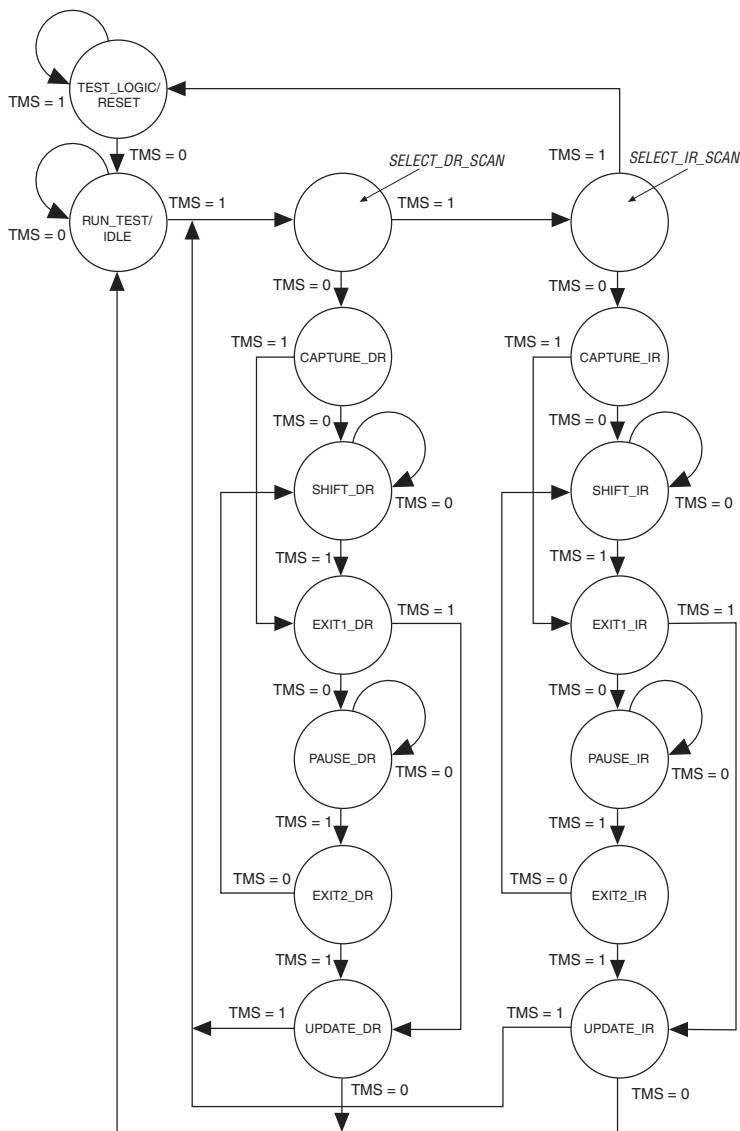 TEST_LOGIC/
RESET
TMS = 1
TMS = 0
SELECT_DR_SCAN
TMS = 1
SELECT_IR_SCAN
RUN_TEST/
IDLE
TMS = 0
TMS = 1
TMS = 1
TMS = 0
TMS = 0
TMS = 1
CAPTURE_DR
TMS = 1
CAPTURE_IR
TMS = 0
TMS = 0
SHIFT_DR
TMS = 0
SHIFT_IR
TMS = 0
TMS = 1
TMS = 1
EXIT1_DR
TMS = 1
EXIT1_IR
TMS = 1
TMS = 0
TMS = 0
PAUSE_DR
TMS = 0
PAUSE_IR
TMS = 0
TMS = 1
TMS = 1
TMS = 0
EXIT2_DR
TMS = 0
EXIT2_IR
TMS = 1
TMS = 1
TMS = 1
UPDATE_DR
TMS = 1
UPDATE_IR
TMS = 0
TMS = 0